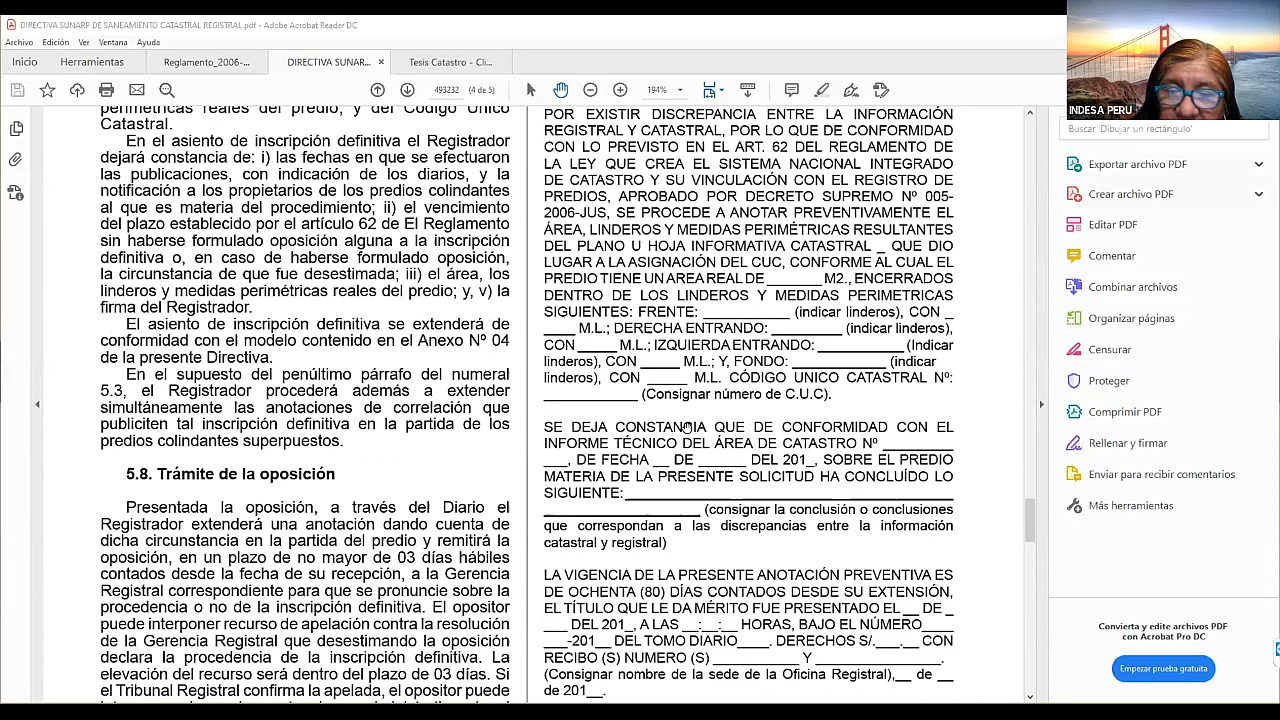 DIRECTIVA SUNARP DE SANEAMIENTO CATASTRAL REGISTRAL.pdf - Adobe Acrobat Reader DC
Archivo Edición Ver Ventana Ayuda
Inicio Herramientas Reglamento_2006-... DIRECTIVA SUNAR... × Tesis Catastro - Cli...
493232 (4 de 5) 194%
INDESA PERU
perimétricas reales del predio, y del Código Único
Catastral.
En el asiento de inscripción definitiva el Registrador
dejará constancia de: i) las fechas en que se efectuaron
las publicaciones, con indicación de los diarios, y la
notificación a los propietarios de los predios colindantes
al que es materia del procedimiento; ii) el vencimiento
del plazo establecido por el artículo 62 de El Reglamento
sin haberse formulado oposición alguna a la inscripción
definitiva o, en caso de haberse formulado oposición,
la circunstancia de que fue desestimada; iii) el área, los
linderos y medidas perimétricas reales del predio; y, v) la
firma del Registrador.
El asiento de inscripción definitiva se extenderá de
conformidad con el modelo contenido en el Anexo Nº 04
de la presente Directiva.
En el supuesto del penúltimo párrafo del numeral
5.3, el Registrador procederá además a extender
simultáneamente las anotaciones de correlación que
publiciten tal inscripción definitiva en la partida de los
predios colindantes superpuestos.
5.8. Trámite de la oposición
Presentada la oposición, a través del Diario el
Registrador extenderá una anotación dando cuenta de
dicha circunstancia en la partida del predio y remitirá la
oposición, en un plazo de no mayor de 03 días hábiles
contados desde la fecha de su recepción, a la Gerencia
Registral correspondiente para que se pronuncie sobre la
procedencia o no de la inscripción definitiva. El opositor
puede interponer recurso de apelación contra la resolución
de la Gerencia Registral que desestimando la oposición
declara la procedencia de la inscripción definitiva. La
elevación del recurso será dentro del plazo de 03 días. Si
el Tribunal Registral confirma la apelada, el opositor puede
POR EXISTIR DISCREPANCIA ENTRE LA INFORMACIÓN
REGISTRAL Y CATASTRAL, POR LO QUE DE CONFORMIDAD
CON LO PREVISTO EN EL ART. 62 DEL REGLAMENTO DE
LA LEY QUE CREA EL SISTEMA NACIONAL INTEGRADO
DE CATASTRO Y SU VINCULACIÓN CON EL REGISTRO DE
PREDIOS, APROBADO POR DECRETO SUPREMO Nº 005-
2006-JUS, SE PROCEDE A ANOTAR PREVENTIVAMENTE EL
ÁREA, LINDEROS Y MEDIDAS PERIMÉTRICAS RESULTANTES
DEL PLANO U HOJA INFORMATIVA CATASTRAL _ QUE DIO
LUGAR A LA ASIGNACIÓN DEL CUC, CONFORME AL CUAL EL
PREDIO TIENE UN AREA REAL DE _______ M2., ENCERRADOS
DENTRO DE LOS LINDEROS Y MEDIDAS PERIMETRICAS
SIGUIENTES: FRENTE: ___________ (indicar linderos), CON _
____ M.L.; DERECHA ENTRANDO: _________ (indicar linderos),
CON _____ M.L.; IZQUIERDA ENTRANDO: ___________ (Indicar
linderos), CON _____ M.L.; Y, FONDO: ____________ (indicar
linderos), CON _____ M.L. CÓDIGO UNICO CATASTRAL Nº:
____________ (Consignar número de C.U.C).
SE DEJA CONSTANCIA QUE DE CONFORMIDAD CON EL
INFORME TÉCNICO DEL ÁREA DE CATASTRO Nº _________
___, DE FECHA __ DE ______ DEL 201_, SOBRE EL PREDIO
MATERIA DE LA PRESENTE SOLICITUD HA CONCLUÍDO LO
SIGUIENTE:__________________________________________
____________________ (consignar la conclusión o conclusiones
que correspondan a las discrepancias entre la información
catastral y registral)
LA VIGENCIA DE LA PRESENTE ANOTACIÓN PREVENTIVA ES
DE OCHENTA (80) DÍAS CONTADOS DESDE SU EXTENSIÓN,
EL TÍTULO QUE LE DA MÉRITO FUE PRESENTADO EL __ DE _
___ DEL 201_, A LAS __:__:__ HORAS, BAJO EL NÚMERO____
___-201__ DEL TOMO DIARIO____. DERECHOS S/.___.__ CON
RECIBO (S) NUMERO (S) ___________ Y ________________.
(Consignar nombre de la sede de la Oficina Registral),__ de __
de 201__.
Buscar 'Dibujar un rectángulo'
Exportar archivo PDF
Crear archivo PDF
Editar PDF
Comentar
Combinar archivos
Organizar páginas
Censurar
Proteger
Comprimir PDF
Rellenar y firmar
Enviar para recibir comentarios
Más herramientas
Convierta y edite archivos PDF
con Acrobat Pro DC
Empezar prueba gratuita